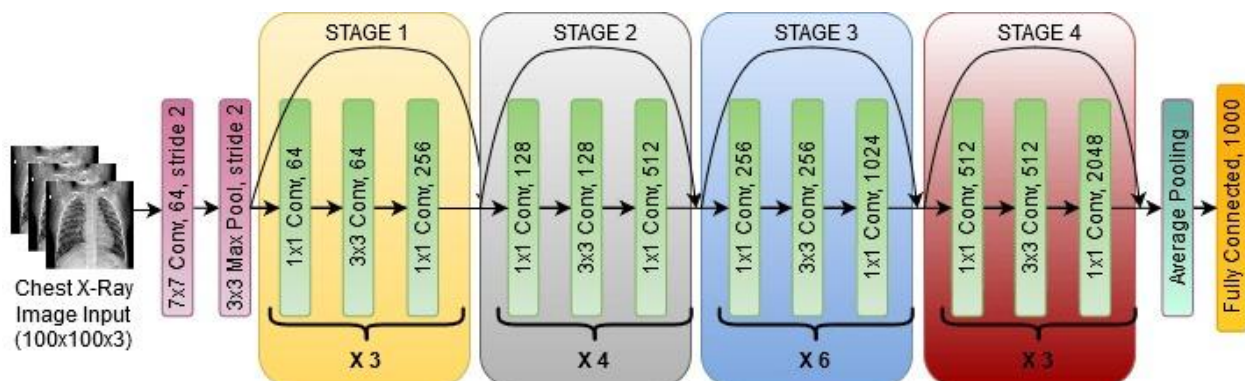 Chest X-Ray
Image Input
(100x100x3)
7x7 Conv, 64, stride 2
3x3 Max Pool, stride 2
STAGE 1
1x1 Conv, 64
3x3 Conv, 64
1x1 Conv, 256
X 3
STAGE 2
1x1 Conv, 128
3x3 Conv, 128
1x1 Conv, 512
X 4
STAGE 3
1x1 Conv, 256
3x3 Conv, 256
1x1 Conv, 1024
X 6
STAGE 4
1x1 Conv, 512
3x3 Conv, 512
1x1 Conv, 2048
X 3
Average Pooling
Fully Connected, 1000